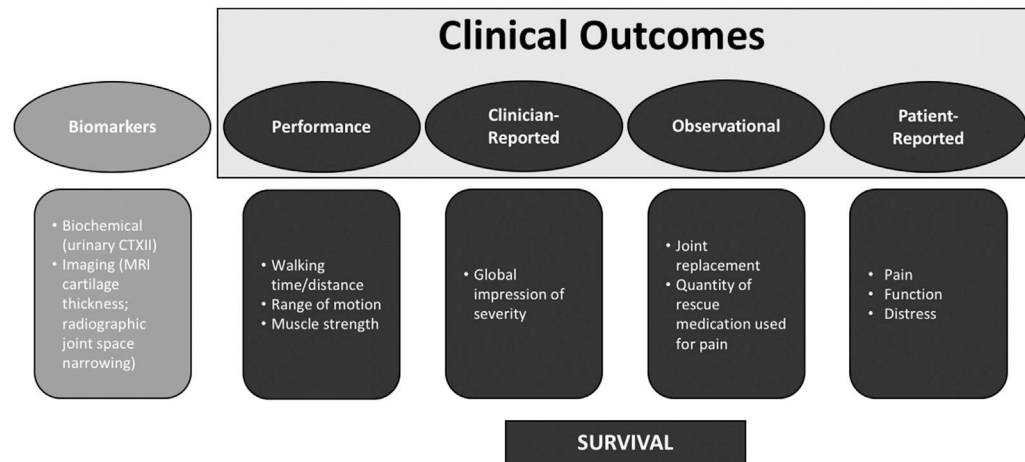 Clinical Outcomes
Biomarkers
Performance
Clinician-
Reported
Observational
Patient-
Reported
• Biochemical
(urinary CTXII)
• Imaging (MRI
cartilage
thickness;
radiographic
joint space
narrowing)
• Walking
time/distance
• Range of motion
• Muscle strength
• Global
impression of
severity
• Joint
replacement
• Quantity of
rescue
medication used
for pain
• Pain
• Function
• Distress
SURVIVAL